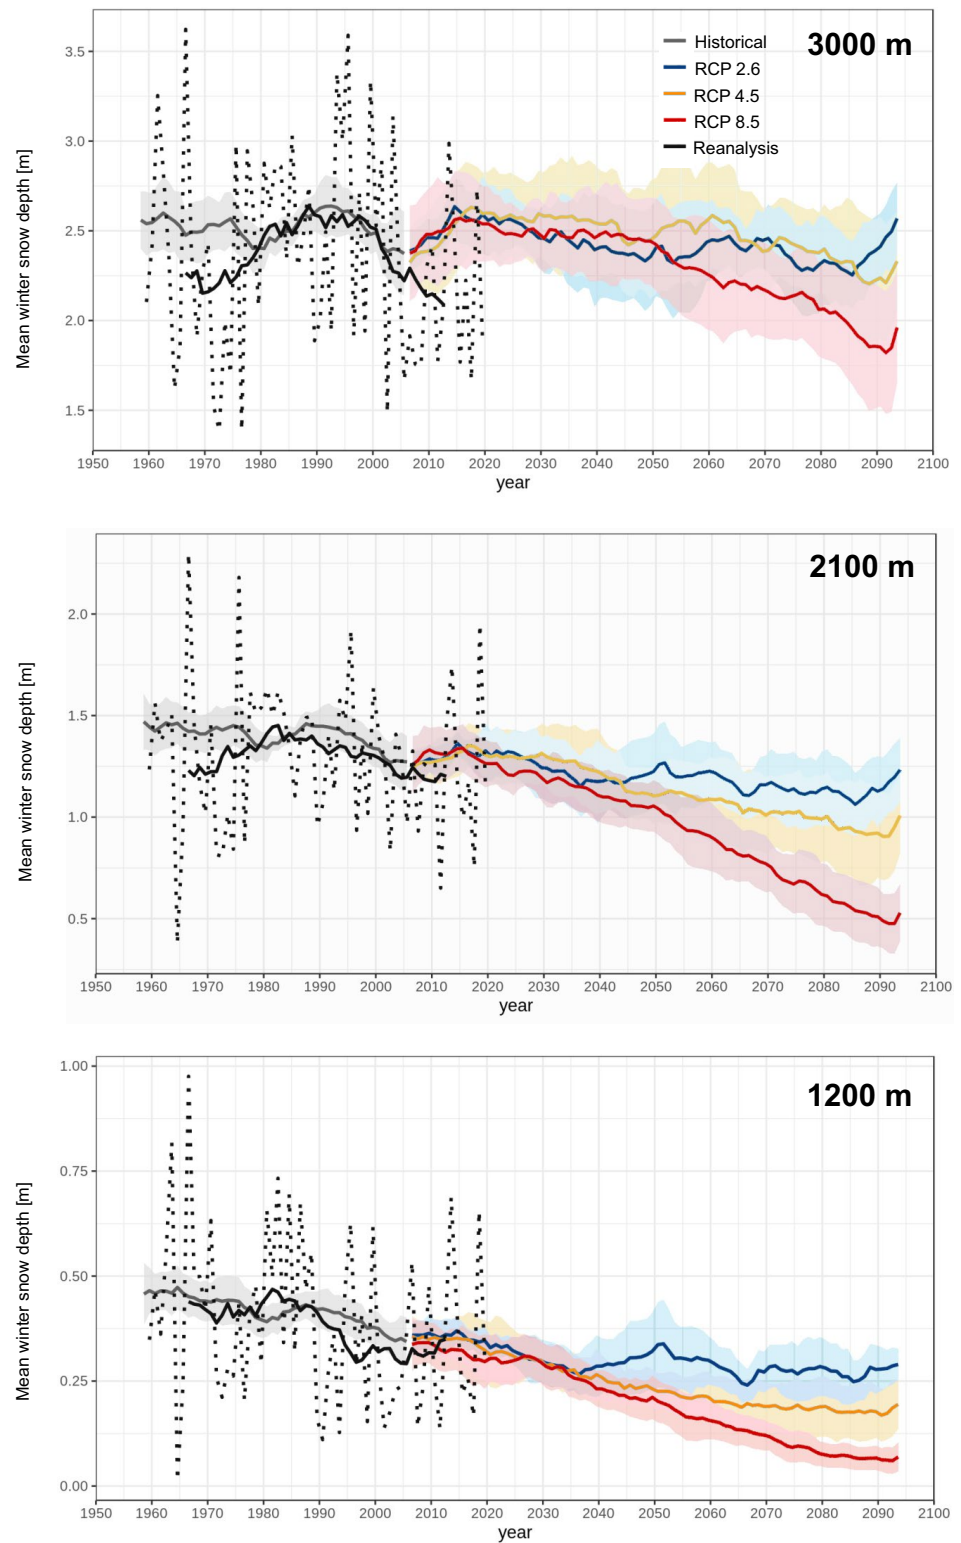 3000 m
Historical
RCP 2.6
RCP 4.5
RCP 8.5
Reanalysis
Mean winter snow depth [m]
3.5
3.0
2.5
2.0
1.5
1950 1960 1970 1980 1990 2000 2010 2020 2030 2040 2050 2060 2070 2080 2090 2100
year
2100 m
Mean winter snow depth [m]
2.0
1.5
1.0
0.5
1950 1960 1970 1980 1990 2000 2010 2020 2030 2040 2050 2060 2070 2080 2090 2100
year
1200 m
Mean winter snow depth [m]
1.00
0.75
0.50
0.25
0.00
1950 1960 1970 1980 1990 2000 2010 2020 2030 2040 2050 2060 2070 2080 2090 2100
year